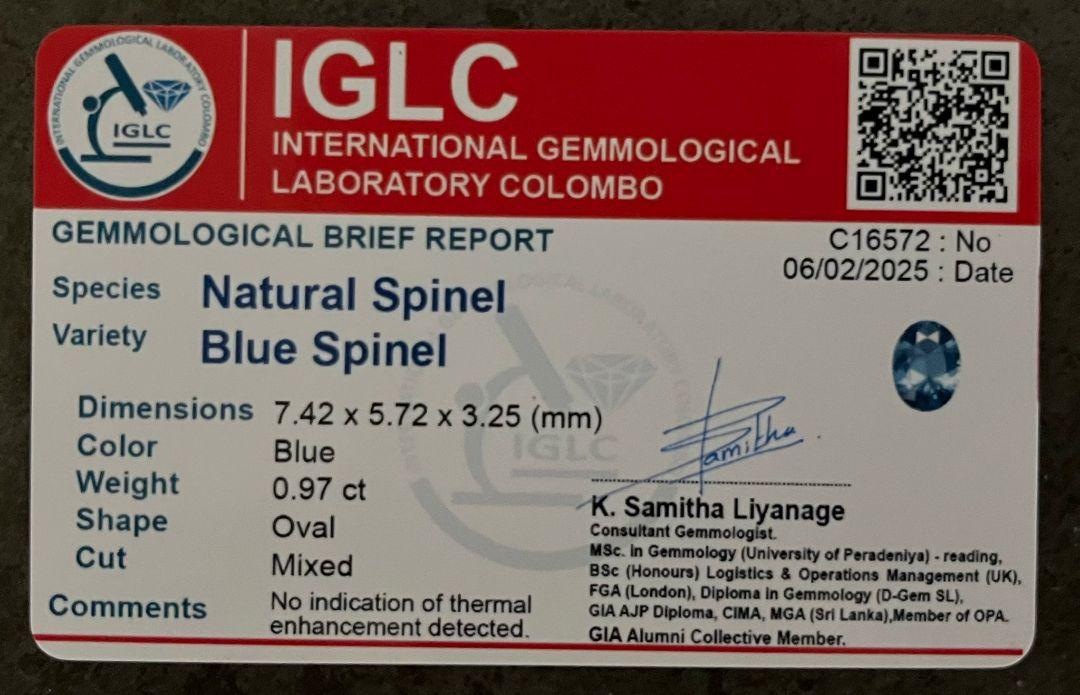 INTERNATIONAL GEMMOLOGICAL LABORATORY COLOMBO
IGLC
IGLC
INTERNATIONAL GEMMOLOGICAL
LABORATORY COLOMBO
GEMMOLOGICAL BRIEF REPORT
C16572 : No
06/02/2025 : Date
Species Natural Spinel
Variety Blue Spinel
Dimensions 7.42 x 5.72 x 3.25 (mm)
Color Blue
Weight 0.97 ct
Shape Oval
Cut Mixed
Comments No indication of thermal
enhancement detected.
IGLC
Samitha
K. Samitha Liyanage
Consultant Gemmologist.
MSc. in Gemmology (University of Peradeniya) - reading,
BSc (Honours) Logistics & Operations Management (UK),
FGA (London), Diploma in Gemmology (D-Gem SL),
GIA AJP Diploma, CIMA, MGA (Sri Lanka),Member of OPA.
GIA Alumni Collective Member.